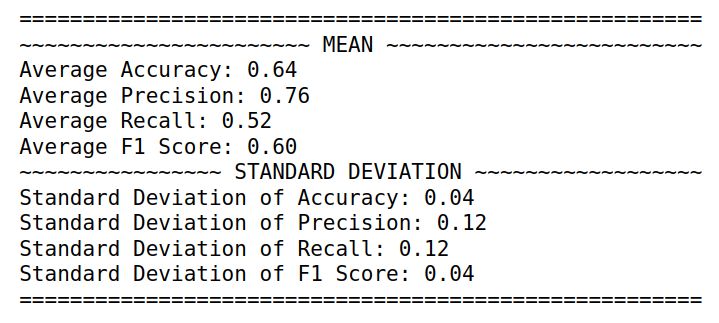 ======================================================
~~~~~~~~~~~~~~~~~~~~~~~ MEAN ~~~~~~~~~~~~~~~~~~~~~~~~~
Average Accuracy: 0.64
Average Precision: 0.76
Average Recall: 0.52
Average F1 Score: 0.60
~~~~~~~~~~~~~~~~ STANDARD DEVIATION ~~~~~~~~~~~~~~~~~~
Standard Deviation of Accuracy: 0.04
Standard Deviation of Precision: 0.12
Standard Deviation of Recall: 0.12
Standard Deviation of F1 Score: 0.04
======================================================